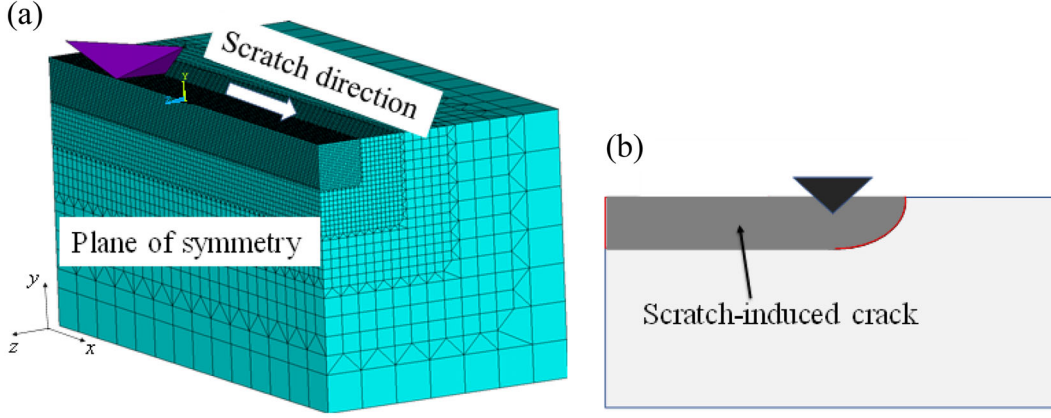 (a)
Scratch direction
Y
Z
Plane of symmetry
y
z
x
(b)
Scratch-induced crack